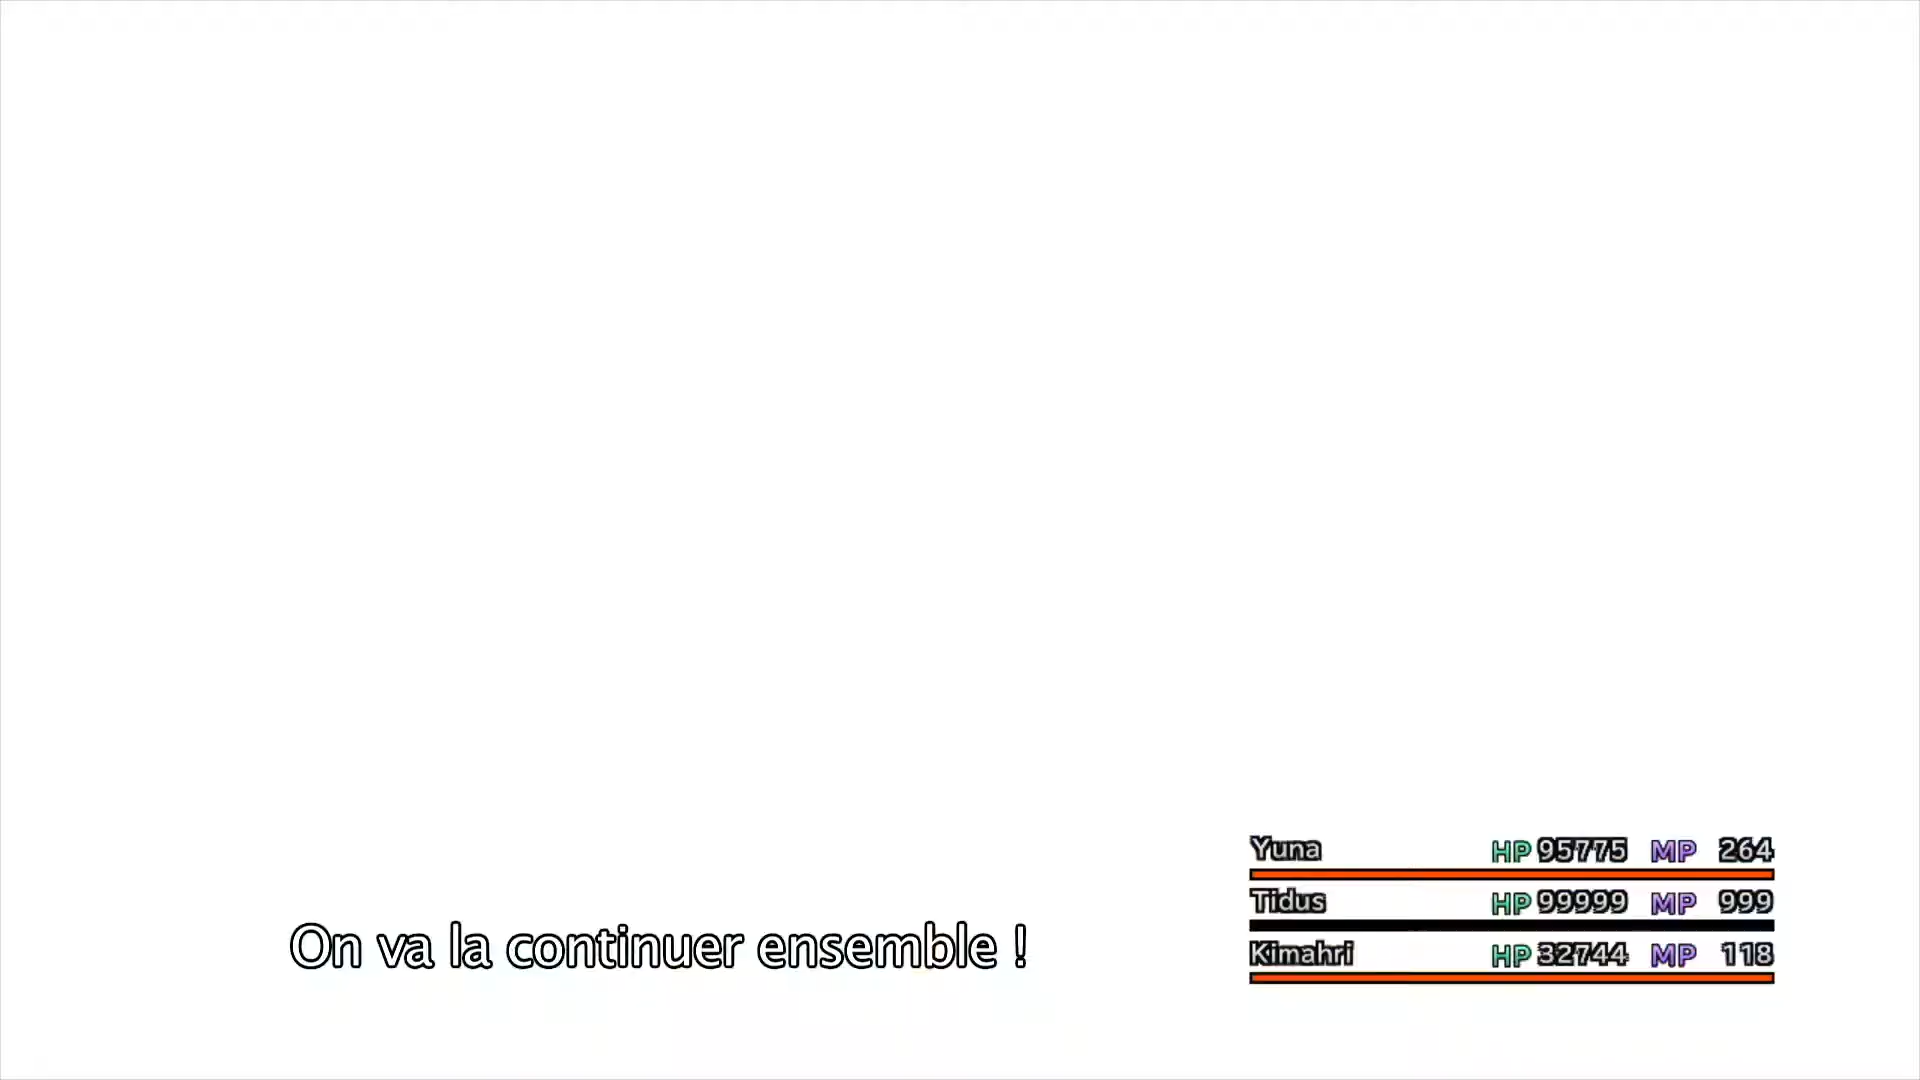 Yuna HP 95775 MP 264
Tidus HP 99999 MP 999
Kimahri HP 32744 MP 118
On va la continuer ensemble !